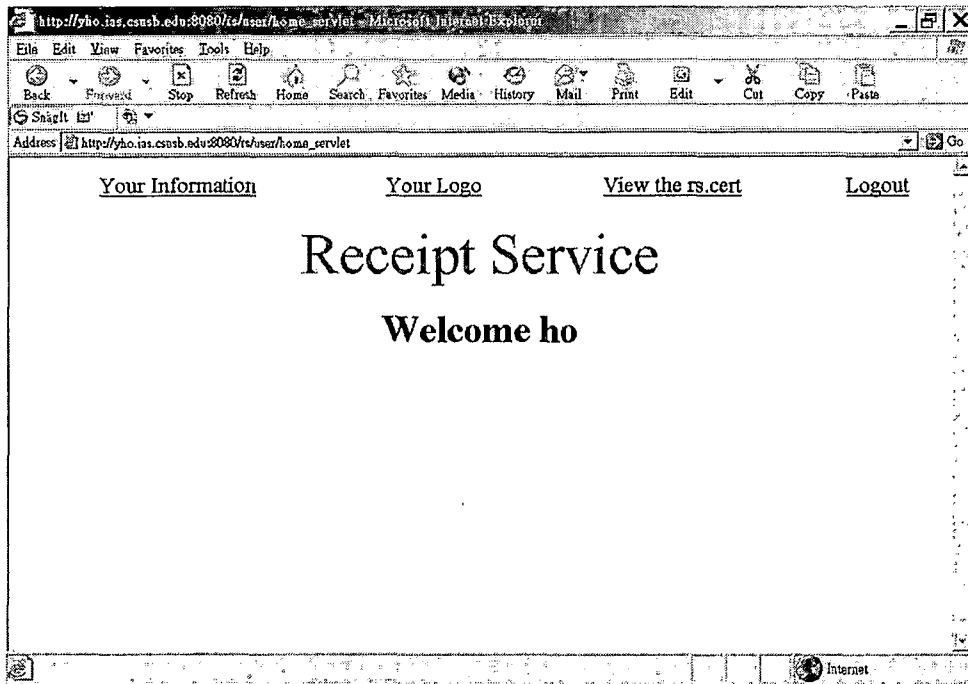 http://yho.ias.csusb.edu:8080/rs/user/home_servlet - Microsoft Internet Explorer
File Edit View Favorites Tools Help
Back Forward Stop Refresh Home Search Favorites Media History Mail Print Edit Cut Copy Paste
SnagIt
Address http://yho.ias.csusb.edu:8080/rs/user/home_servlet Go
Your Information Your Logo View the rs.cert Logout
Receipt Service
Welcome ho
Internet